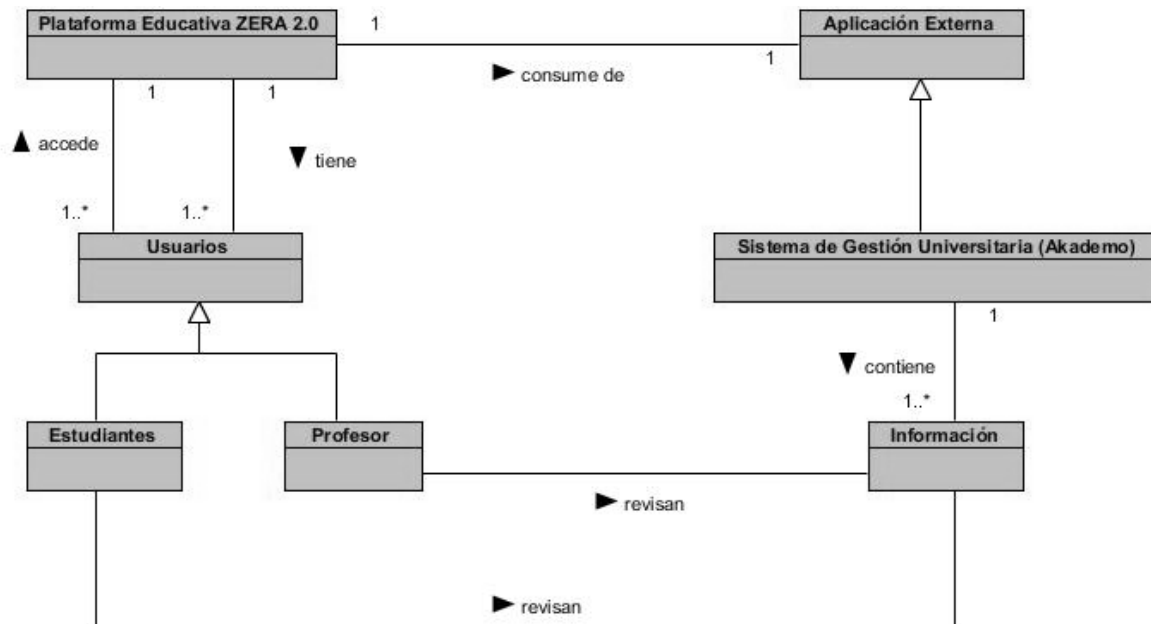 Plataforma Educativa ZERA 2.0
Aplicación Externa
1
1
consume de
1
1
accede
tiene
1..*
1..*
Usuarios
Sistema de Gestión Universitaria (Akademo)
1
contiene
1..*
Estudiantes
Profesor
Información
revisan
revisan